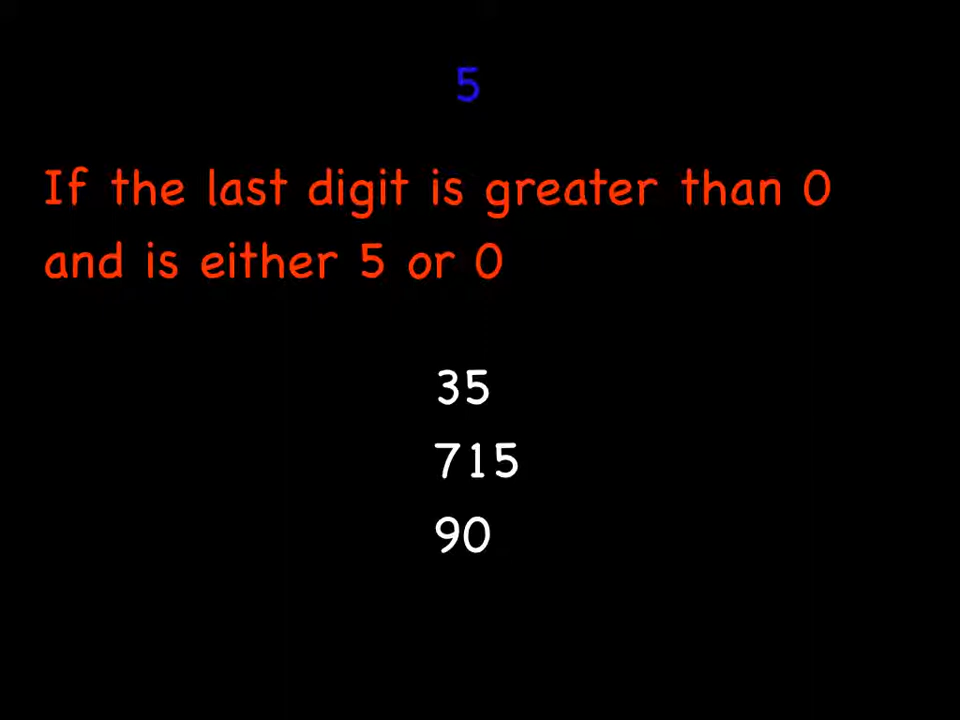 5
If the last digit is greater than 0
and is either 5 or 0
35
715
90